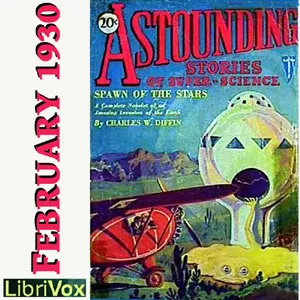 FEBRUARY 1930
LibriVox
20¢
ASTOUNDING
STORIES
OF SUPER-SCIENCE
SPAWN OF THE STARS
A Complete Novelet of an
Amazing Invasion of the Earth
By CHARLES W. DIFFIN